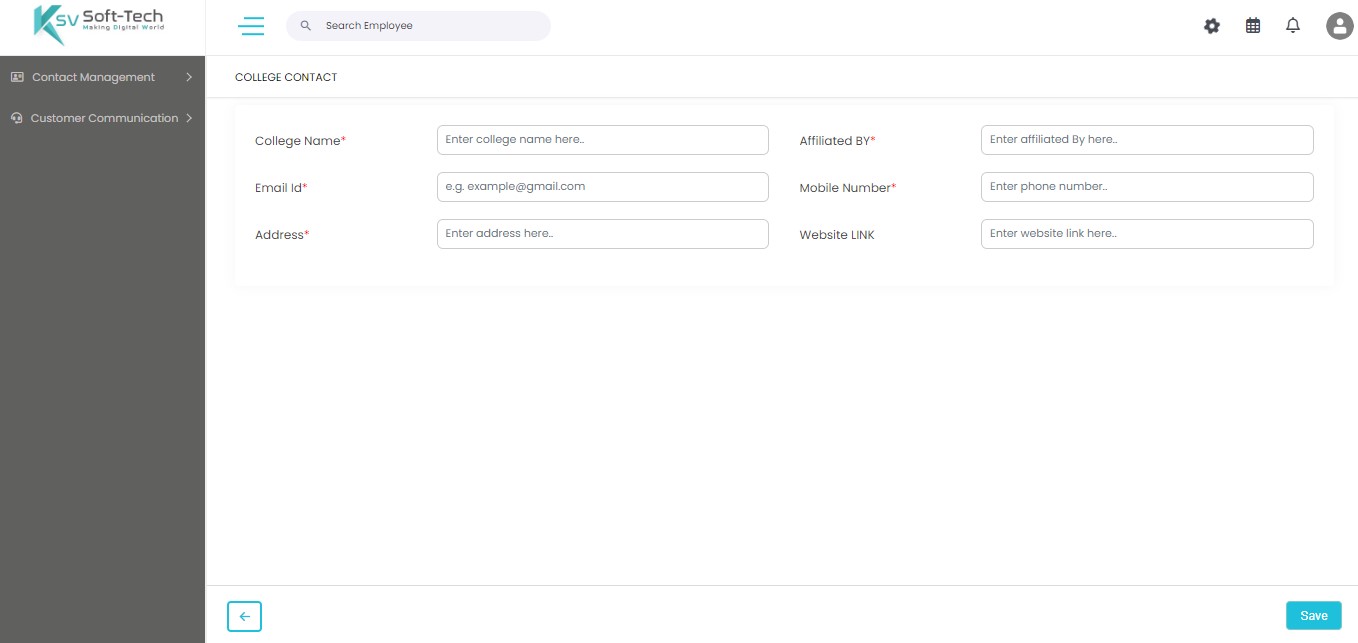 Ksv Soft-Tech
Making Digital World
Search Employee
Contact Management
Customer Communication
COLLEGE CONTACT
College Name*
Enter college name here..
Affiliated BY*
Enter affiliated By here..
Email Id*
e.g. example@gmail.com
Mobile Number*
Enter phone number..
Address*
Enter address here..
Website LINK
Enter website link here..
Save